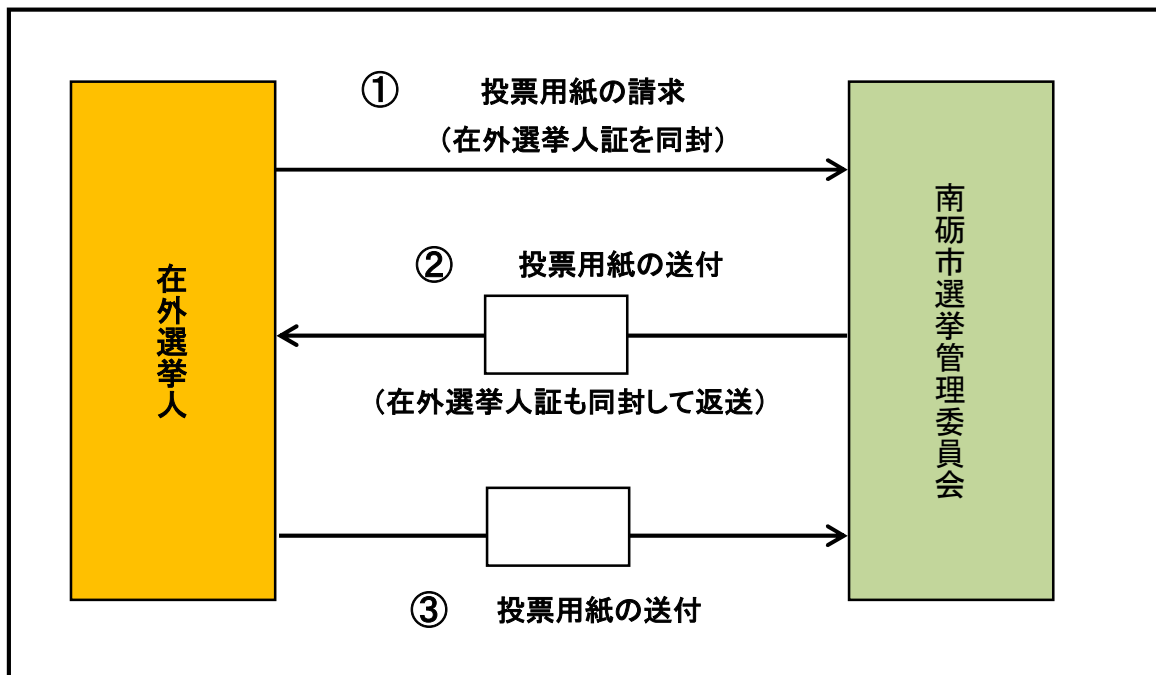 ①　投票用紙の請求
（在外選挙人証を同封）
在外選挙人
南砺市選挙管理委員会
②　投票用紙の送付
（在外選挙人証も同封して返送）
③　投票用紙の送付